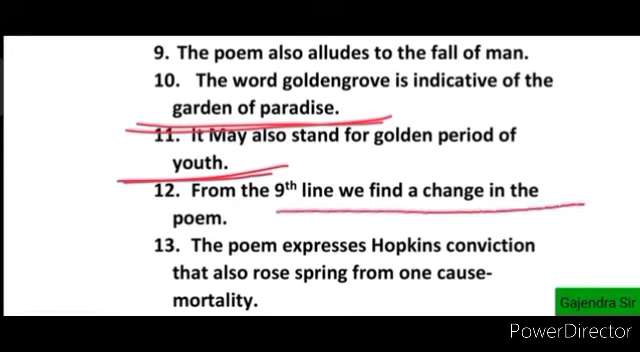 9. The poem also alludes to the fall of man.
10. The word goldengrove is indicative of the
garden of paradise.
11. It May also stand for golden period of
youth.
12. From the 9th line we find a change in the
poem.
13. The poem expresses Hopkins conviction
that also rose spring from one cause-
mortality.
Gajendra Sir
PowerDirector